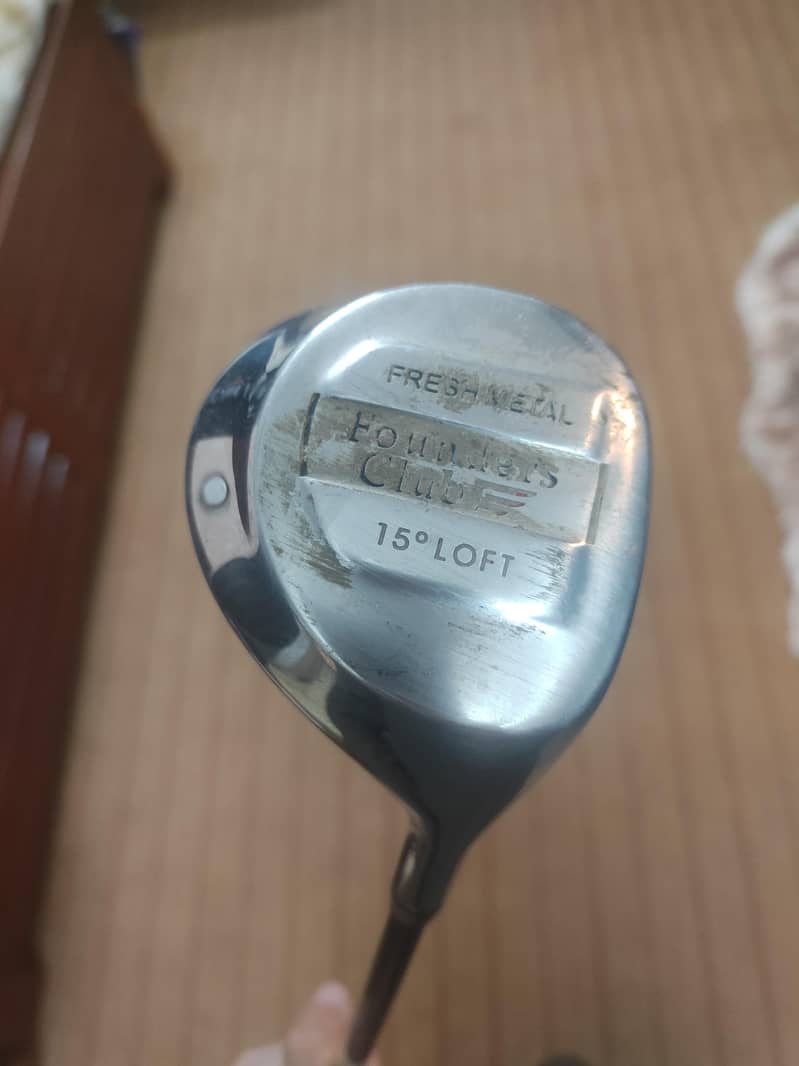 FRESH METAL
Founders
Club
15° LOFT